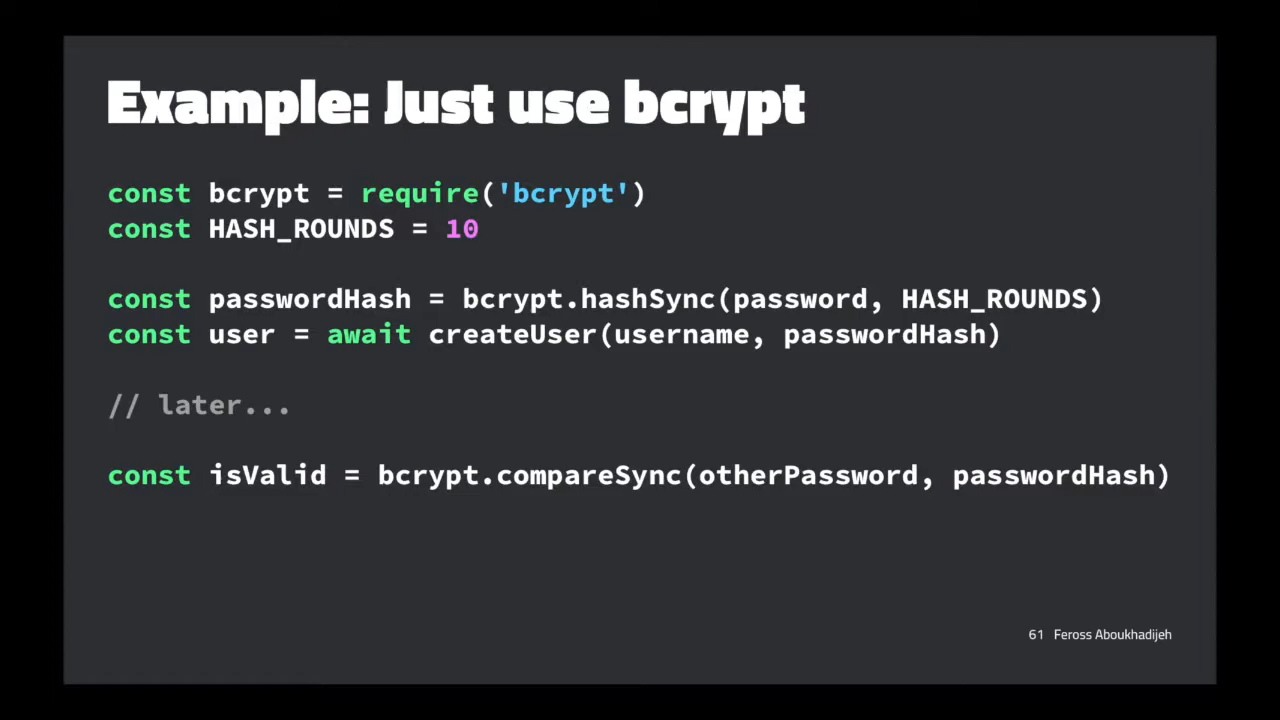 Example: Just use bcrypt
const bcrypt = require('bcrypt')
const HASH_ROUNDS = 10
const passwordHash = bcrypt.hashSync(password, HASH_ROUNDS)
const user = await createUser(username, passwordHash)
// later...
const isValid = bcrypt.compareSync(otherPassword, passwordHash)
61 Feross Aboukhadijeh